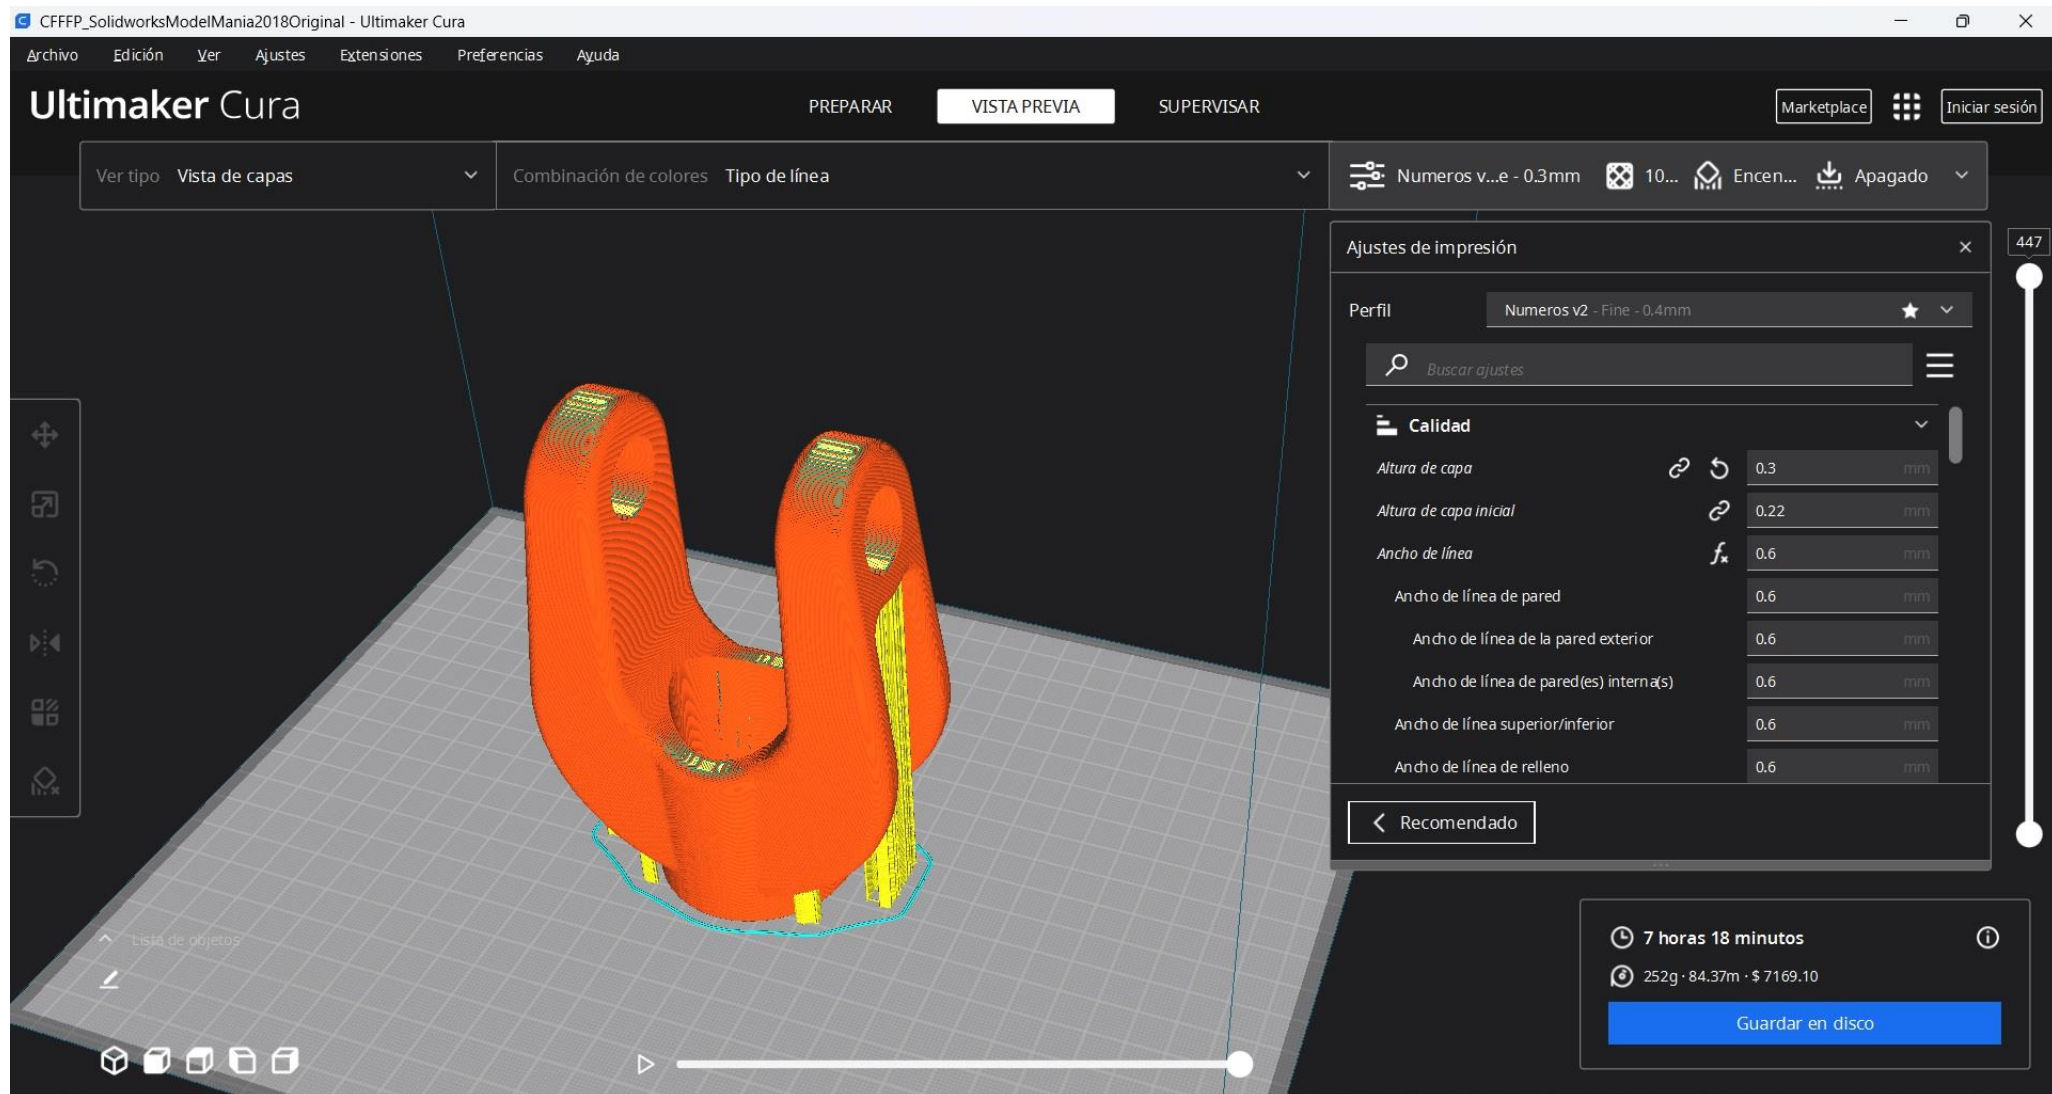 CFFFP_SolidworksModelMania2018Original - Ultimaker Cura
Archivo Edición Ver Ajustes Extensiones Preferencias Ayuda
Ultimaker Cura
PREPARAR VISTA PREVIA SUPERVISAR
Marketplace Iniciar sesión
Ver tipo Vista de capas
Combinación de colores Tipo de línea
Numeros v...e - 0.3mm 10... Encen... Apagado
Ajustes de impresión
447
Perfil Numeros v2 - Fine - 0.4mm
Buscar ajustes
Calidad
Altura de capa 0.3 mm
Altura de capa inicial 0.22 mm
Ancho de línea 0.6 mm
Ancho de línea de pared 0.6 mm
Ancho de línea de la pared exterior 0.6 mm
Ancho de línea de pared(es) interna(s) 0.6 mm
Ancho de línea superior/inferior 0.6 mm
Ancho de línea de relleno 0.6 mm
Recomendado
Lista de objetos
7 horas 18 minutos
252g · 84.37m · $ 7169.10
Guardar en disco